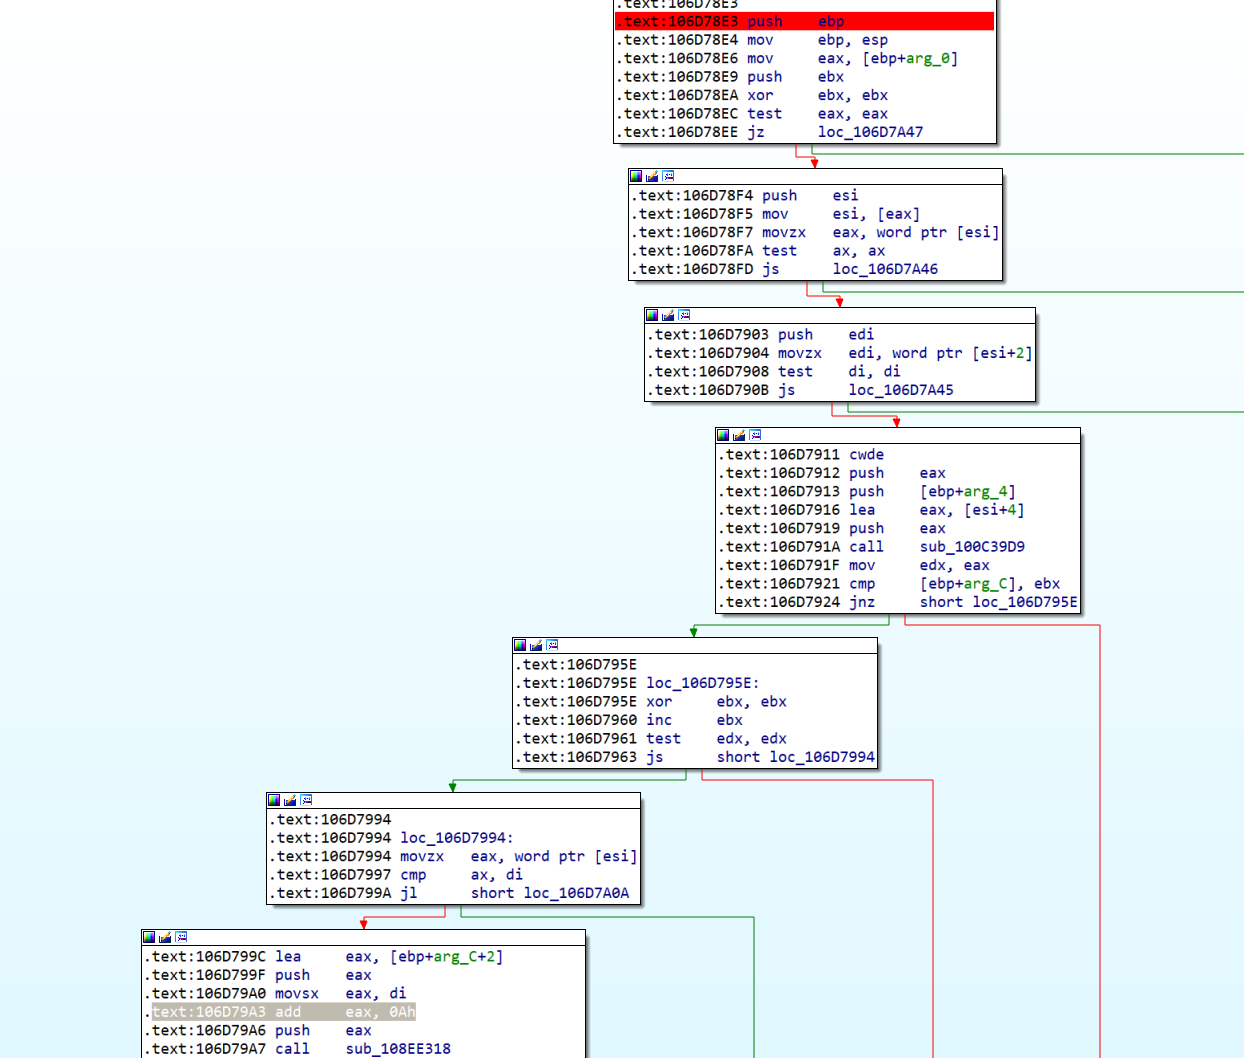 .text:106D78E3
.text:106D78E3 push ebp
.text:106D78E4 mov ebp, esp
.text:106D78E6 mov eax, [ebp+arg_0]
.text:106D78E9 push ebx
.text:106D78EA xor ebx, ebx
.text:106D78EC test eax, eax
.text:106D78EE jz loc_106D7A47
.text:106D78F4 push esi
.text:106D78F5 mov esi, [eax]
.text:106D78F7 movzx eax, word ptr [esi]
.text:106D78FA test ax, ax
.text:106D78FD js loc_106D7A46
.text:106D7903 push edi
.text:106D7904 movzx edi, word ptr [esi+2]
.text:106D7908 test di, di
.text:106D790B js loc_106D7A45
.text:106D7911 cwde
.text:106D7912 push eax
.text:106D7913 push [ebp+arg_4]
.text:106D7916 lea eax, [esi+4]
.text:106D7919 push eax
.text:106D791A call sub_100C39D9
.text:106D791F mov edx, eax
.text:106D7921 cmp [ebp+arg_C], ebx
.text:106D7924 jnz short loc_106D795E
.text:106D795E
.text:106D795E loc_106D795E:
.text:106D795E xor ebx, ebx
.text:106D7960 inc ebx
.text:106D7961 test edx, edx
.text:106D7963 js short loc_106D7994
.text:106D7994
.text:106D7994 loc_106D7994:
.text:106D7994 movzx eax, word ptr [esi]
.text:106D7997 cmp ax, di
.text:106D799A jl short loc_106D7A0A
.text:106D799C lea eax, [ebp+arg_C+2]
.text:106D799F push eax
.text:106D79A0 movsx eax, di
.text:106D79A3 add eax, 0Ah
.text:106D79A6 push eax
.text:106D79A7 call sub_108EE318